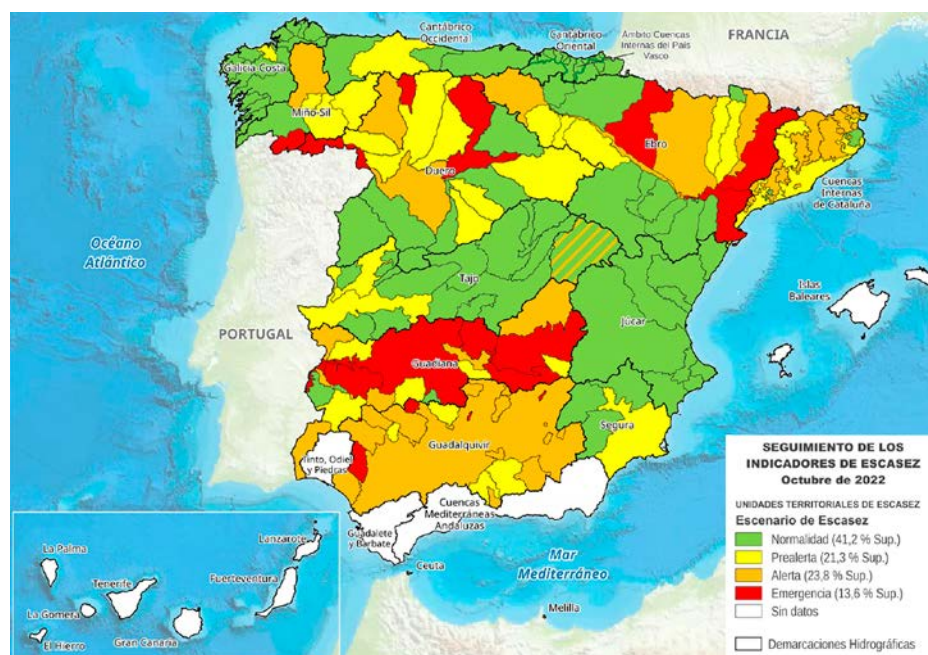 Cantábrico
Occidental
Cantábrico
Oriental
Ámbito Cuencas
Internas del País
Vasco
FRANCIA
Galicia-Costa
Miño-Sil
Duero
Ebro
Cuencas
Internas
de Cataluña
Océano
Atlántico
Tajo
Islas
Baleares
PORTUGAL
Júcar
Guadiana
Segura
Guadalquivir
Tinto, Odiel
y Piedras
Cuencas
Mediterráneas
Andaluzas
Guadalete
y Barbate
Ceuta
Mar
Mediterráneo
Melilla
La Palma
Lanzarote
Tenerife
Fuerteventura
La Gomera
El Hierro
Gran Canaria
SEGUIMIENTO DE LOS
INDICADORES DE ESCASEZ
Octubre de 2022
UNIDADES TERRITORIALES DE ESCASEZ
Escenario de Escasez
Normalidad (41,2 % Sup.)
Prealerta (21,3 % Sup.)
Alerta (23,8 % Sup.)
Emergencia (13,6 % Sup.)
Sin datos
Demarcaciones Hidrográficas